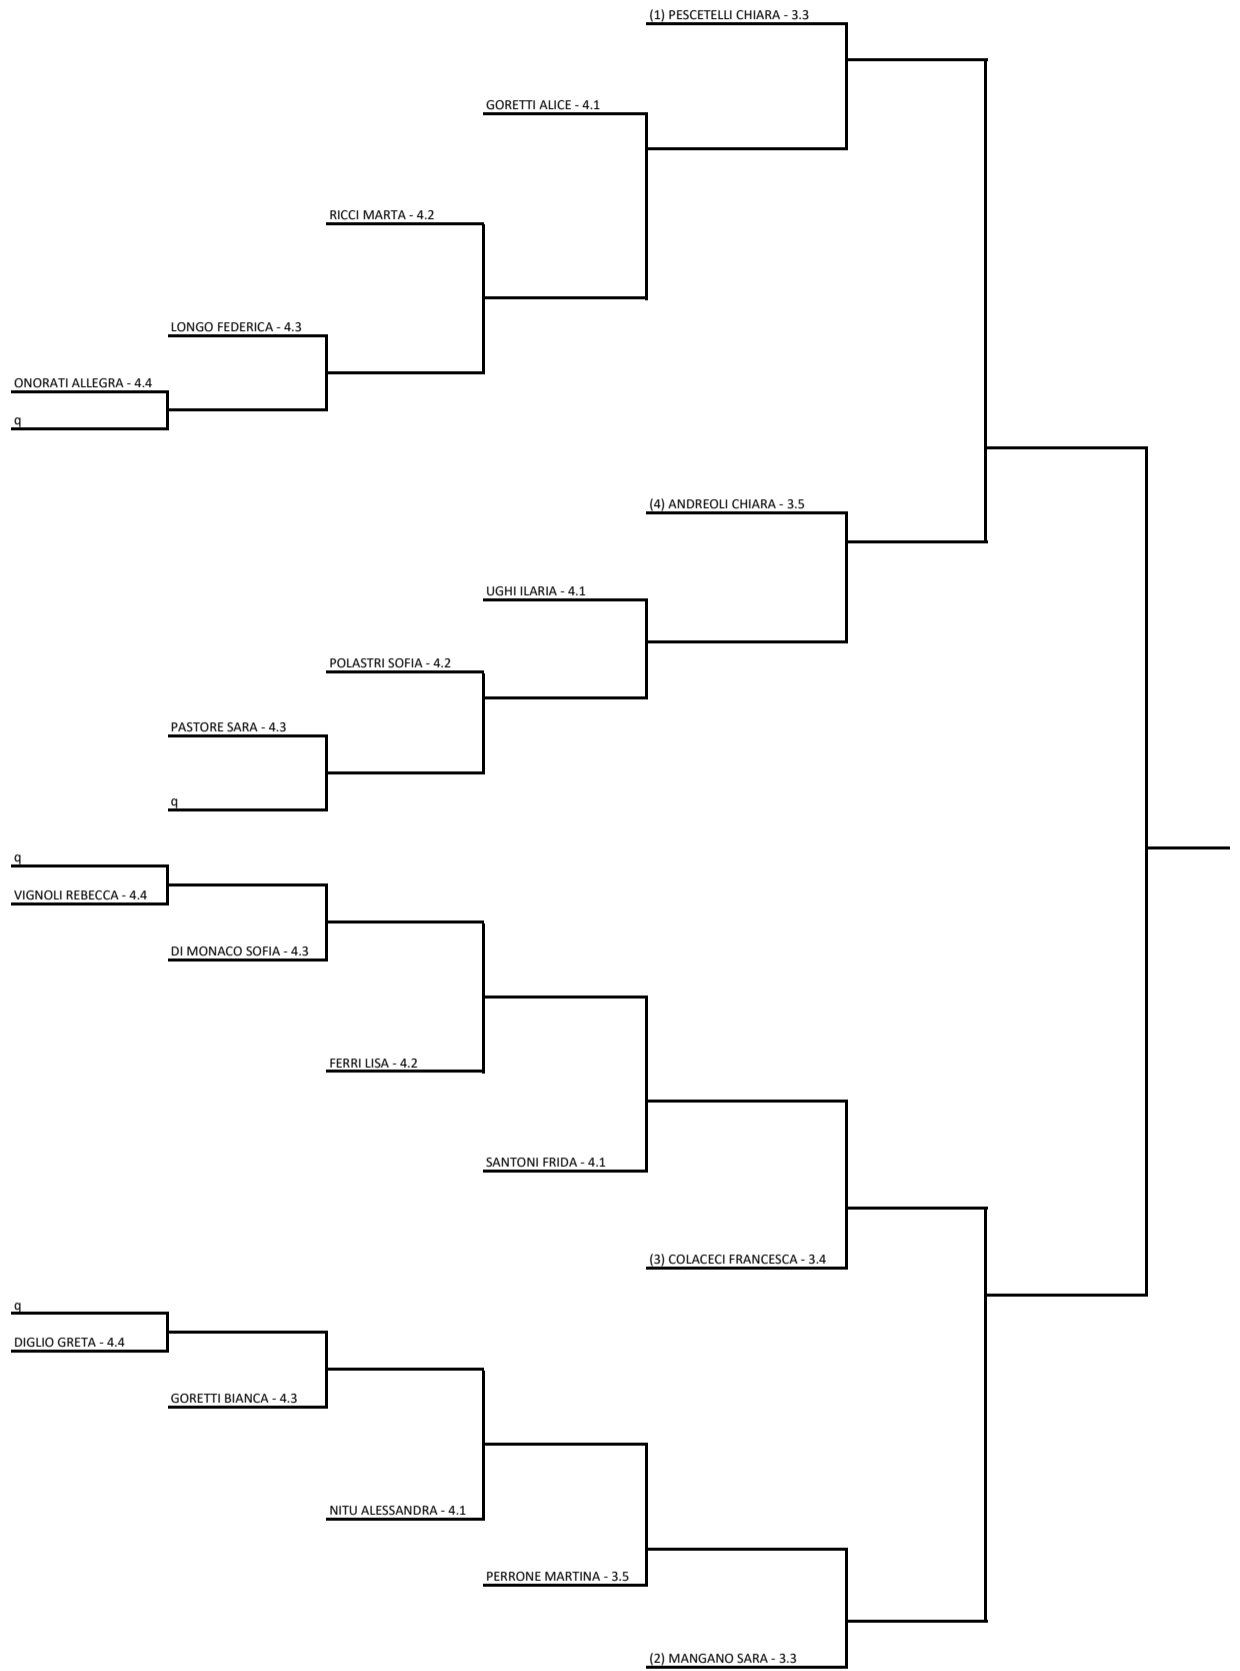 (1) PESCETELLI CHIARA - 3.3
GORETTI ALICE - 4.1
RICCI MARTA - 4.2
LONGO FEDERICA - 4.3
ONORATI ALLEGRA - 4.4
q
(4) ANDREOLI CHIARA - 3.5
UGHI ILARIA - 4.1
POLASTRI SOFIA - 4.2
PASTORE SARA - 4.3
q
q
VIGNOLI REBECCA - 4.4
DI MONACO SOFIA - 4.3
FERRI LISA - 4.2
SANTONI FRIDA - 4.1
(3) COLACECI FRANCESCA - 3.4
q
DIGLIO GRETA - 4.4
GORETTI BIANCA - 4.3
NITU ALESSANDRA - 4.1
PERRONE MARTINA - 3.5
(2) MANGANO SARA - 3.3